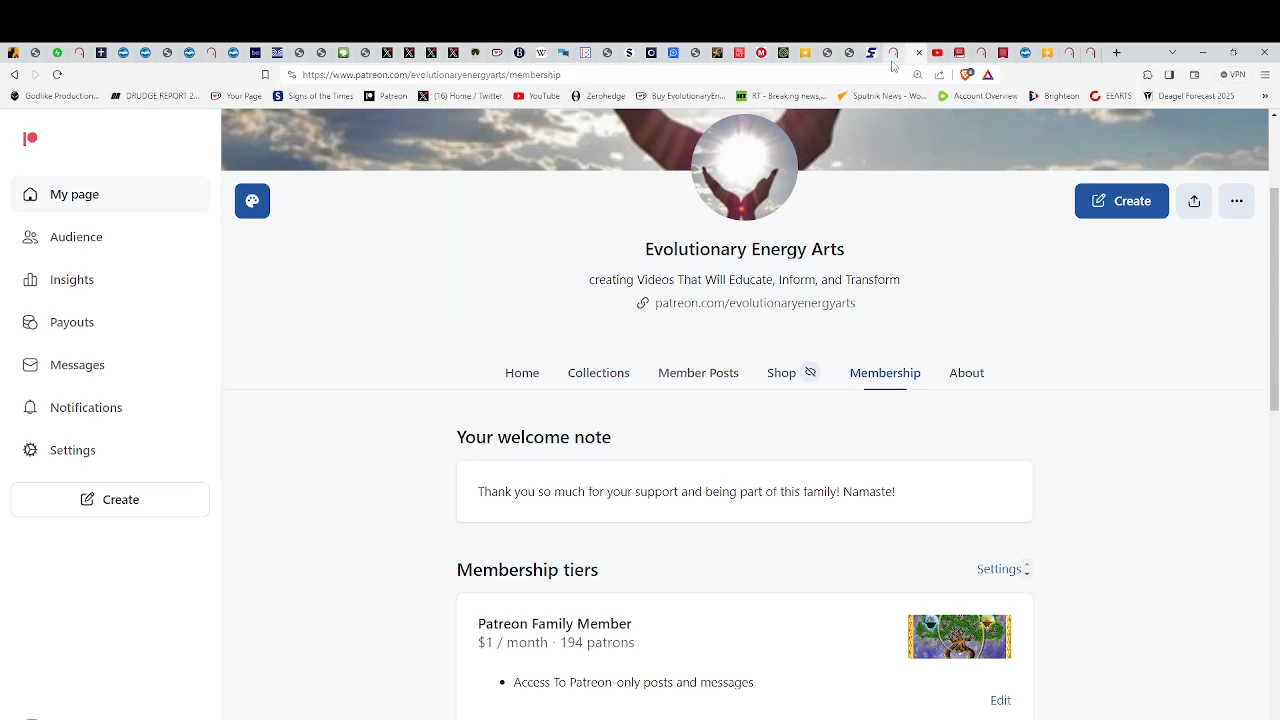 https://www.patreon.com/evolutionaryenergyarts/membership
VPN
Godlike Production...
DRUDGE REPORT 2...
Your Page
Signs of the Times
Patreon
(16) Home / Twitter
YouTube
Zerohedge
Buy EvolutionaryEn...
RT - Breaking news,...
Sputnik News - Wo...
Account Overview
Brighteon
EEARTS
Deagel Forecast 2025
»
My page
Audience
Insights
Payouts
Messages
Notifications
Settings
Create
Create
Evolutionary Energy Arts
creating Videos That Will Educate, Inform, and Transform
patreon.com/evolutionaryenergyarts
Home
Collections
Member Posts
Shop
Membership
About
Your welcome note
Thank you so much for your support and being part of this family! Namaste!
Membership tiers
Settings
Patreon Family Member
$1 / month · 194 patrons
• Access To Patreon-only posts and messages
Edit